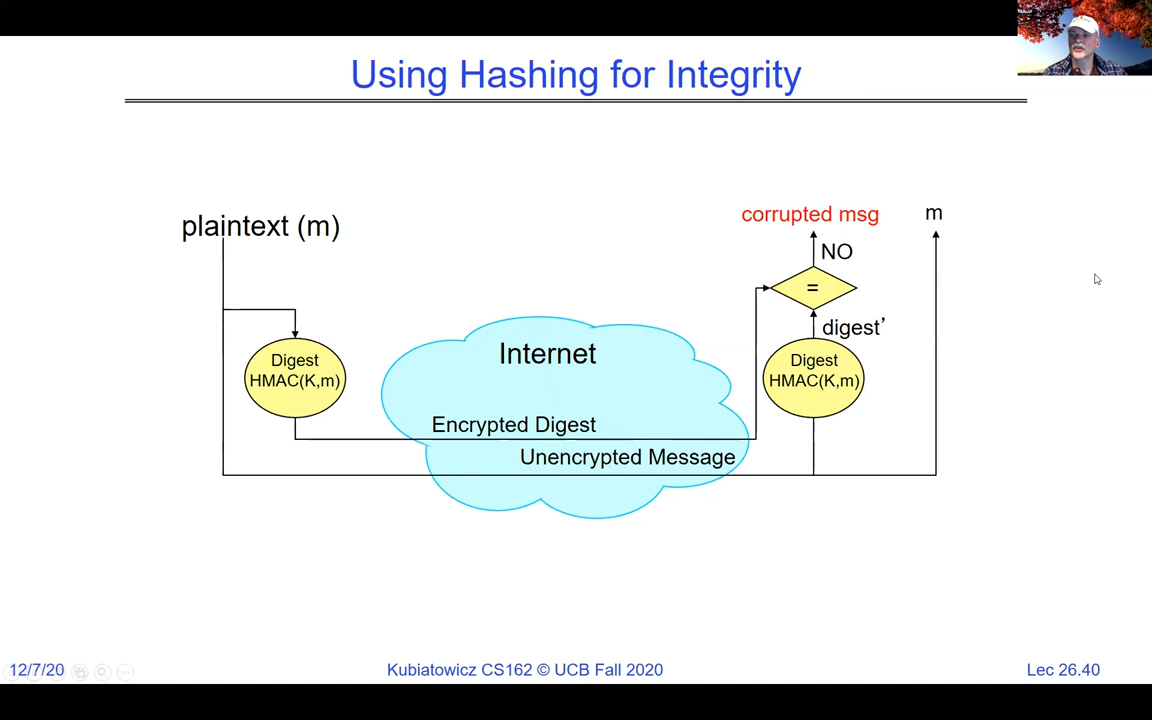 Using Hashing for Integrity
plaintext (m)
corrupted msg
m
NO
=
digest’
Digest
HMAC(K,m)
Internet
Digest
HMAC(K,m)
Encrypted Digest
Unencrypted Message
12/7/20
Kubiatowicz CS162 © UCB Fall 2020
Lec 26.40